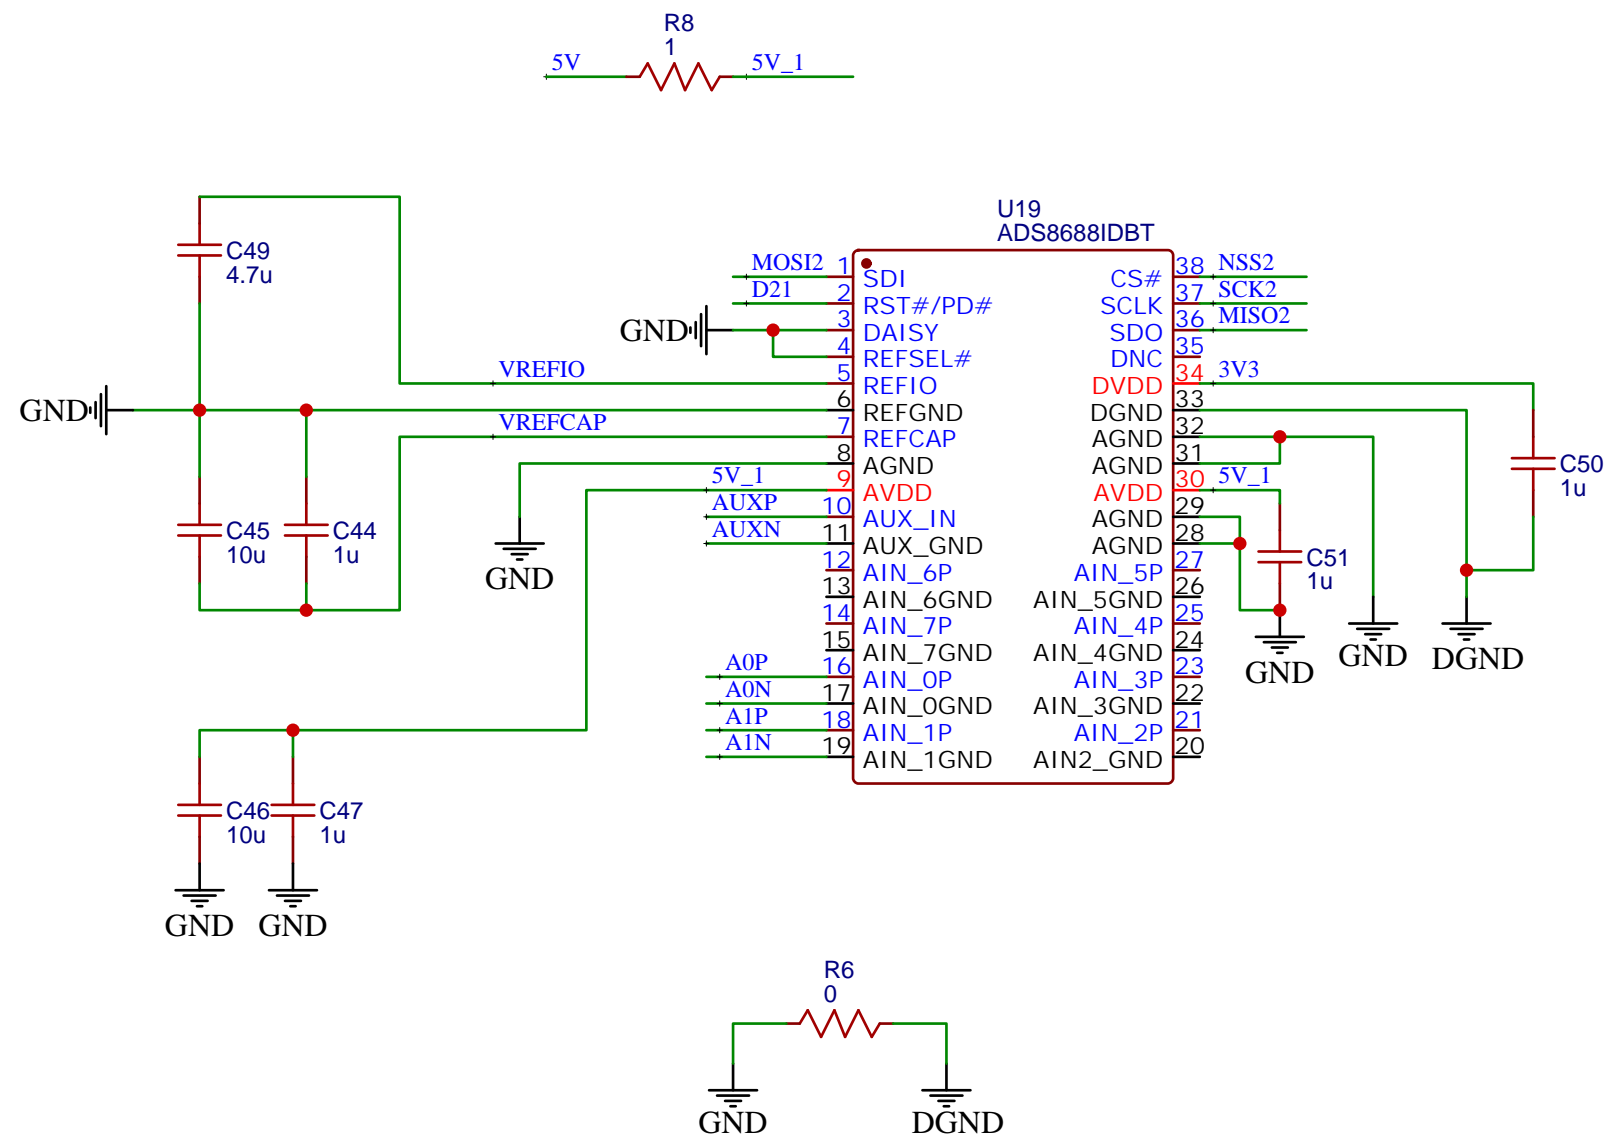 R8
1
5V
5V_1
U19
ADS8688IDBT
C49
4.7u
MOSI2 1 SDI
D21 2 RST#/PD#
GND 3 DAISY
4 REFSEL#
VREFIO 5 REFIO
GND 6 REFGND
VREFCAP 7 REFCAP
8 AGND
5V_1 9 AVDD
AUXP 10 AUX_IN
AUXN 11 AUX_GND
12 AIN_6P
13 AIN_6GND
14 AIN_7P
15 AIN_7GND
A0P 16 AIN_0P
A0N 17 AIN_0GND
A1P 18 AIN_1P
A1N 19 AIN_1GND
CS# 38 NSS2
SCLK 37 SCK2
SDO 36 MISO2
DNC 35
DVDD 34 3V3
DGND 33
AGND 32
AGND 31
AVDD 30 5V_1
AGND 29
AGND 28
AIN_5P 27
AIN_5GND 26
AIN_4P 25
AIN_4GND 24
AIN_3P 23
AIN_3GND 22
AIN_2P 21
AIN2_GND 20
C45
10u
C44
1u
GND
C50
1u
C51
1u
GND
GND
DGND
C46
10u
C47
1u
GND
GND
R6
0
GND
DGND